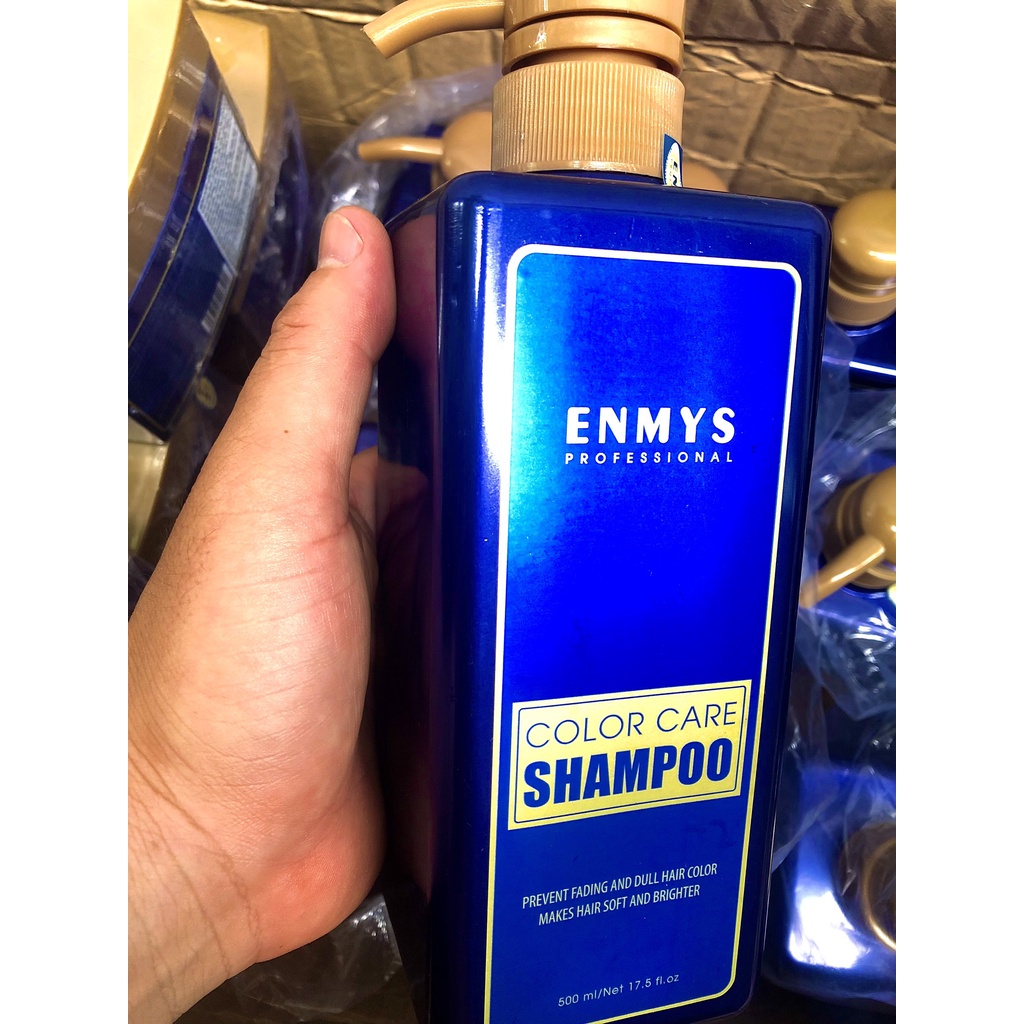 ENMYS
PROFESSIONAL
COLOR CARE
SHAMPOO
PREVENT FADING AND DULL HAIR COLOR
MAKES HAIR SOFT AND BRIGHTER
500 ml/Net 17.5 fl.oz